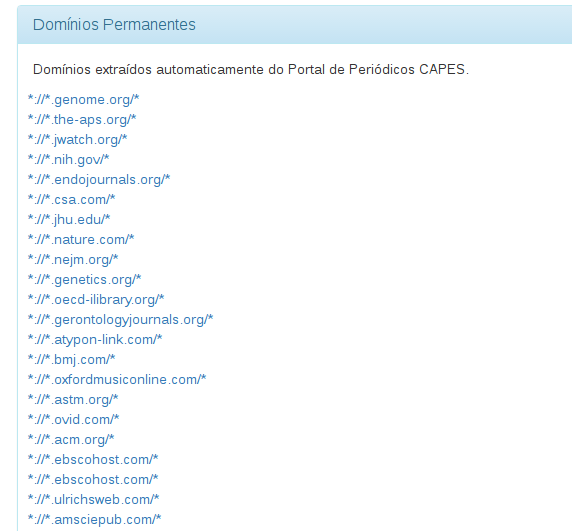 Domínios Permanentes
Domínios extraídos automaticamente do Portal de Periódicos CAPES.
*://*.genome.org/*
*://*.the-aps.org/*
*://*.jwatch.org/*
*://*.nih.gov/*
*://*.endojournals.org/*
*://*.csa.com/*
*://*.jhu.edu/*
*://*.nature.com/*
*://*.nejm.org/*
*://*.genetics.org/*
*://*.oecd-ilibrary.org/*
*://*.gerontologyjournals.org/*
*://*.atypon-link.com/*
*://*.bmj.com/*
*://*.oxfordmusiconline.com/*
*://*.astm.org/*
*://*.ovid.com/*
*://*.acm.org/*
*://*.ebscohost.com/*
*://*.ebscohost.com/*
*://*.ulrichsweb.com/*
*://*.amsciepub.com/*